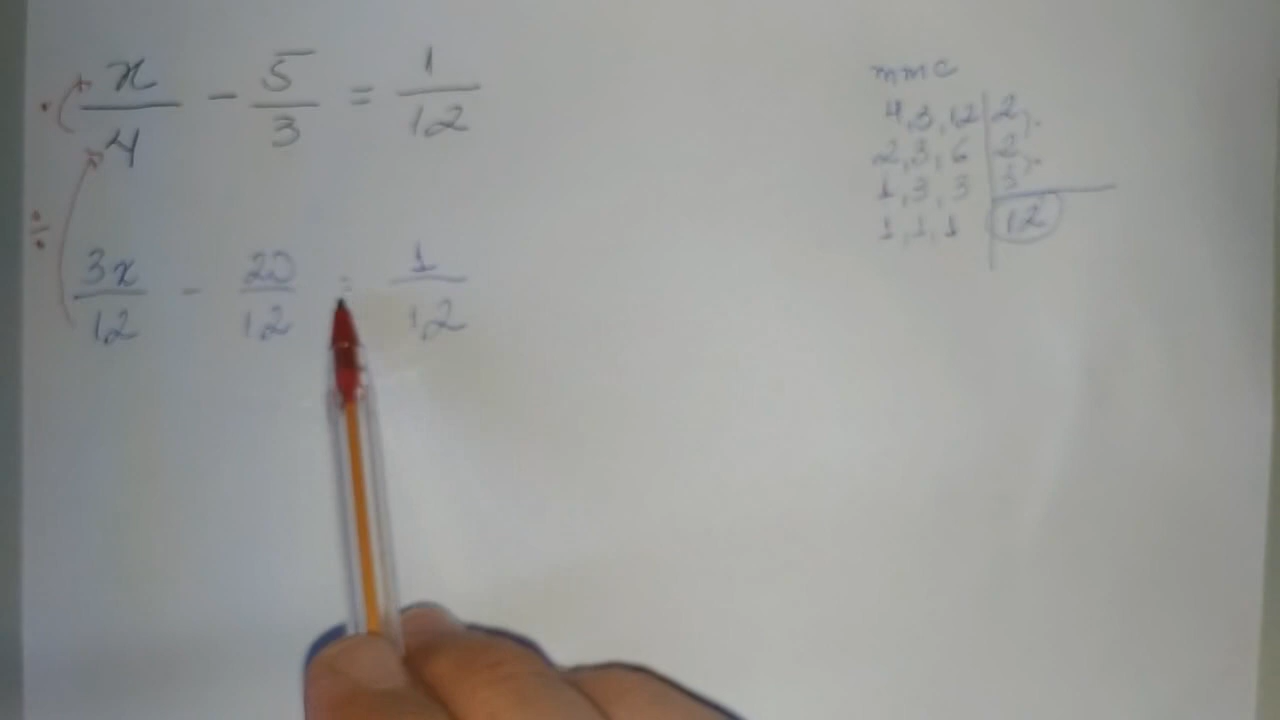 x/4 - 5/3 = 1/12
3x/12 - 20/12 = 1/12
mmc
4,3,12|2
2,3,6|2
1,3,3|3
1,1,1|12